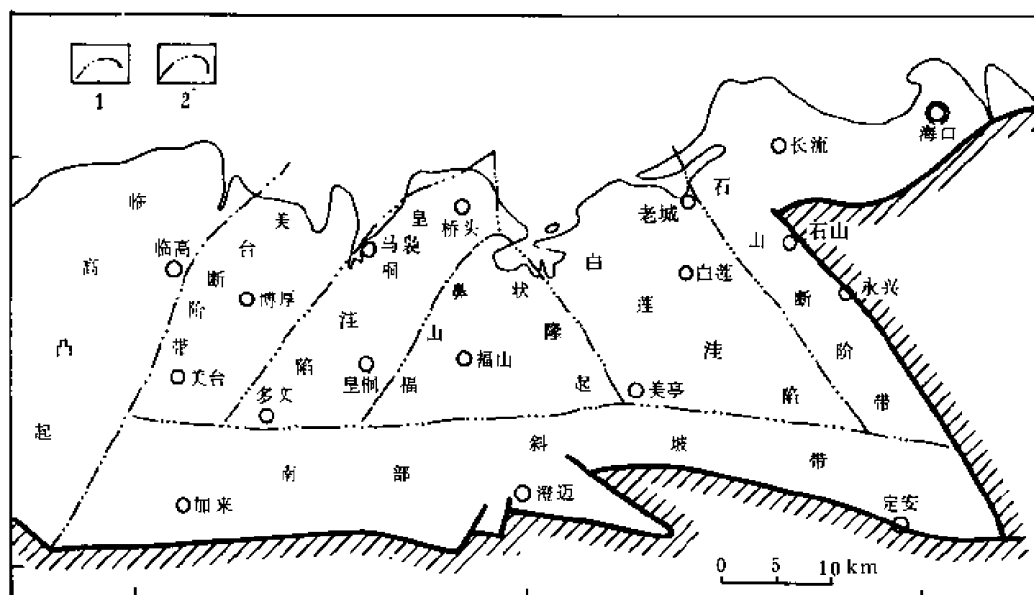 1
2
海口
长流
老城
石山
石山断阶带
永兴
临高凸起
临高
美台断阶带
博厚
美台
多文
马袅
皇桐洼陷
皇桐
桥头
福山鼻状隆起
福山
白莲洼陷
白莲
美亭
南部斜坡带
加来
澄迈
定安
0 5 10 km